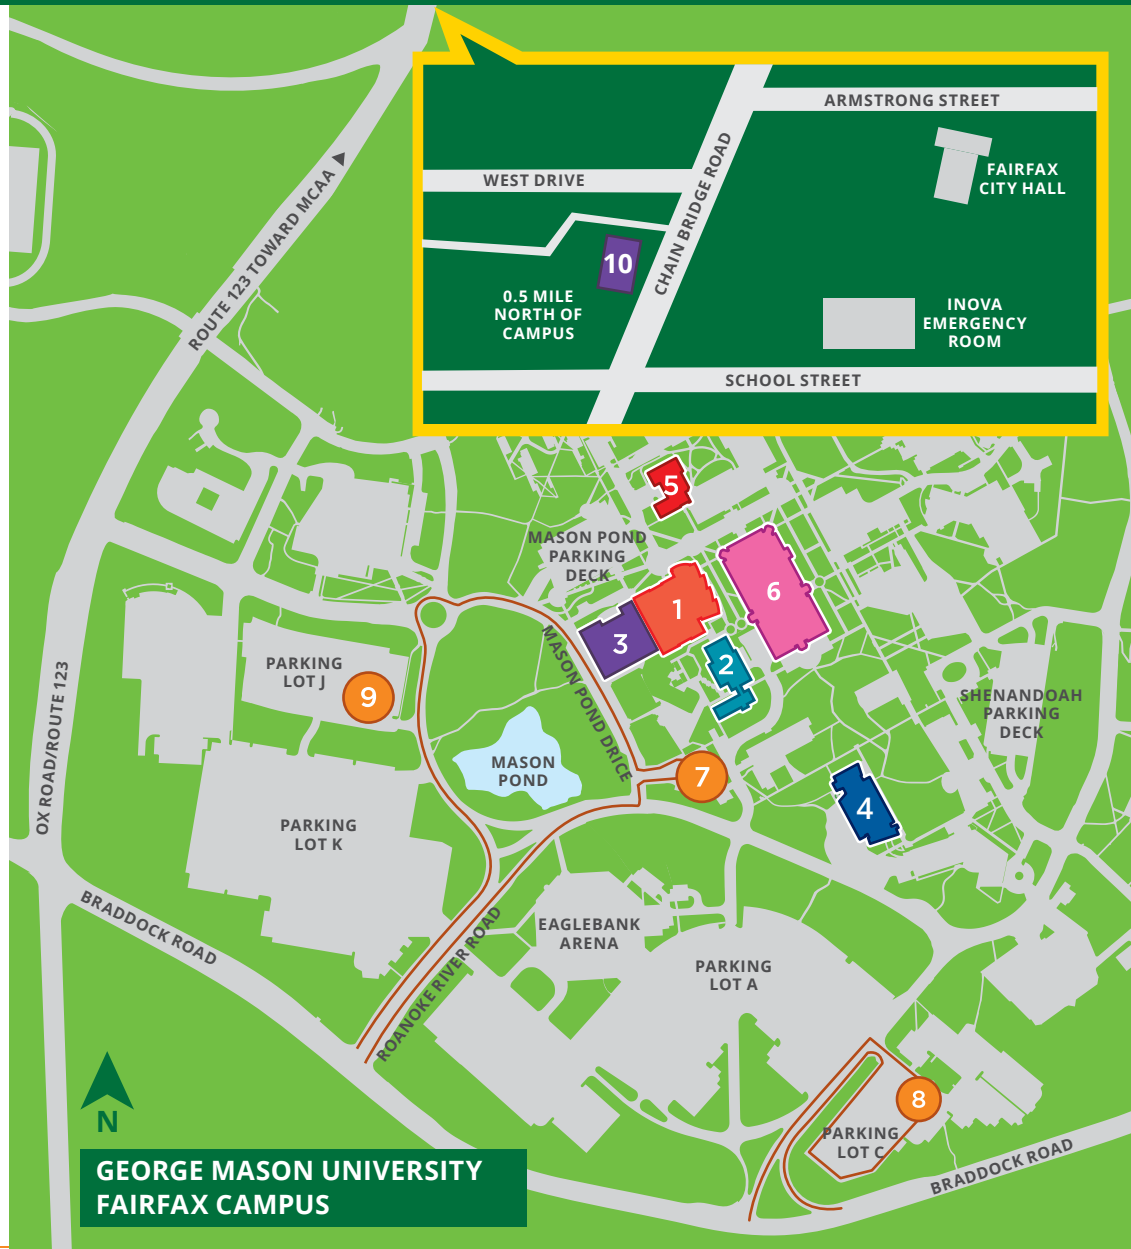 ARMSTRONG STREET
CHAIN BRIDGE ROAD
FAIRFAX
CITY HALL
WEST DRIVE
10
0.5 MILE
NORTH OF
CAMPUS
INOVA
EMERGENCY
ROOM
SCHOOL STREET
ROUTE 123 TOWARD MCAA
5
MASON POND
PARKING
DECK
6
1
3
2
MASON POND DRICE
PARKING
LOT J
9
SHENANDOAH
PARKING
DECK
OX ROAD/ROUTE 123
MASON
POND
7
4
PARKING
LOT K
BRADDOCK ROAD
EAGLEBANK
ARENA
ROANOKE RIVER ROAD
PARKING
LOT A
8
PARKING
LOT C
BRADDOCK ROAD
N
GEORGE MASON UNIVERSITY
FAIRFAX CAMPUS